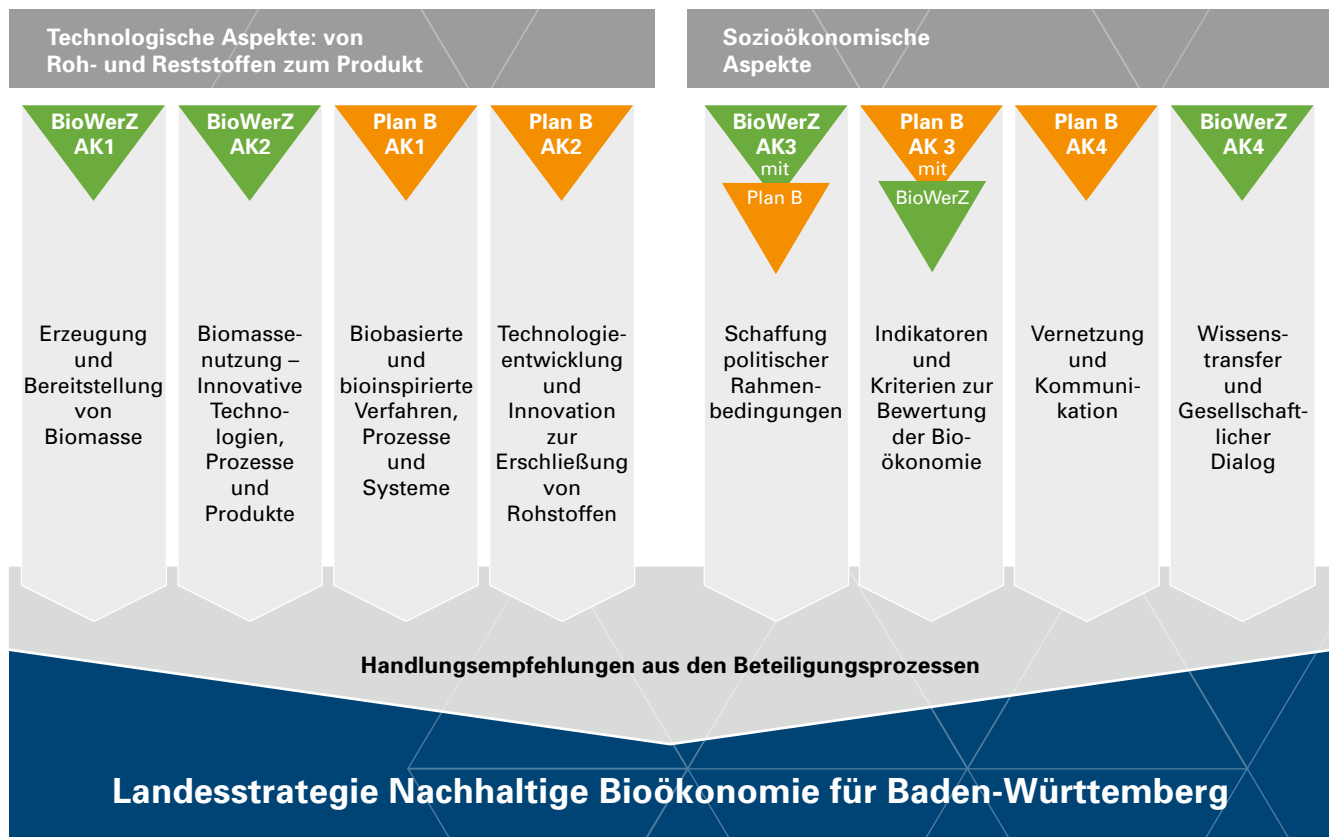 Technologische Aspekte: von
Roh- und Reststoffen zum Produkt
BioWerZ
AK1
Erzeugung
und
Bereitstellung
von
Biomasse
BioWerZ
AK2
Biomasse-
nutzung –
Innovative
Techno-
logien,
Prozesse
und
Produkte
Plan B
AK1
Biobasierte
und
bioinspirierte
Verfahren,
Prozesse
und
Systeme
Plan B
AK2
Technologie-
entwicklung
und
Innovation
zur
Erschließung
von
Rohstoffen
Sozioökonomische
Aspekte
BioWerZ
AK3
mit
Plan B
Schaffung
politischer
Rahmen-
bedingungen
Plan B
AK 3
mit
BioWerZ
Indikatoren
und
Kriterien zur
Bewertung
der Bio-
ökonomie
Plan B
AK4
Vernetzung
und
Kommuni-
kation
BioWerZ
AK4
Wissens-
transfer
und
Gesellschaft-
licher
Dialog
Handlungsempfehlungen aus den Beteiligungsprozessen
Landesstrategie Nachhaltige Bioökonomie für Baden-Württemberg